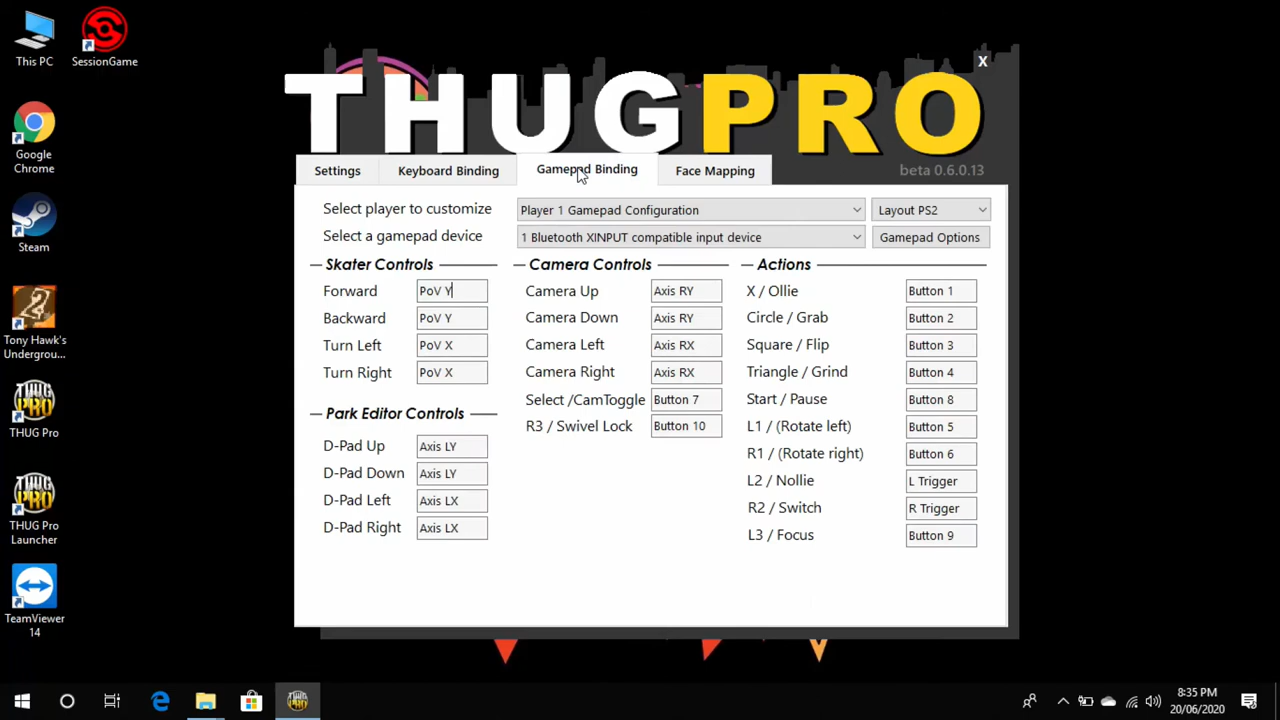 This PC
SessionGame
Google
Chrome
Steam
Tony Hawk's
Undergrou...
THUG Pro
THUG Pro
Launcher
TeamViewer
14
THUGPRO
X
Settings
Keyboard Binding
Gamepad Binding
Face Mapping
beta 0.6.0.13
Select player to customize
Player 1 Gamepad Configuration
Layout PS2
Select a gamepad device
1 Bluetooth XINPUT compatible input device
Gamepad Options
Skater Controls
Forward PoV Y
Backward PoV Y
Turn Left PoV X
Turn Right PoV X
Park Editor Controls
D-Pad Up Axis LY
D-Pad Down Axis LY
D-Pad Left Axis LX
D-Pad Right Axis LX
Camera Controls
Camera Up Axis RY
Camera Down Axis RY
Camera Left Axis RX
Camera Right Axis RX
Select /CamToggle Button 7
R3 / Swivel Lock Button 10
Actions
X / Ollie Button 1
Circle / Grab Button 2
Square / Flip Button 3
Triangle / Grind Button 4
Start / Pause Button 8
L1 / (Rotate left) Button 5
R1 / (Rotate right) Button 6
L2 / Nollie L Trigger
R2 / Switch R Trigger
L3 / Focus Button 9
8:35 PM
20/06/2020